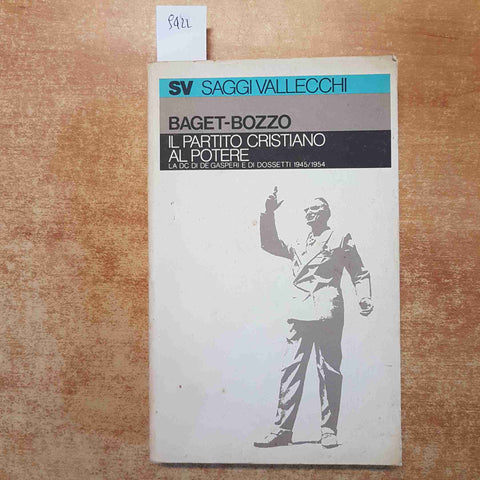 5422
SV SAGGI VALLECCHI
BAGET-BOZZO
IL PARTITO CRISTIANO
AL POTERE
LA DC DI DE GASPERI E DI DOSSETTI 1945/1954